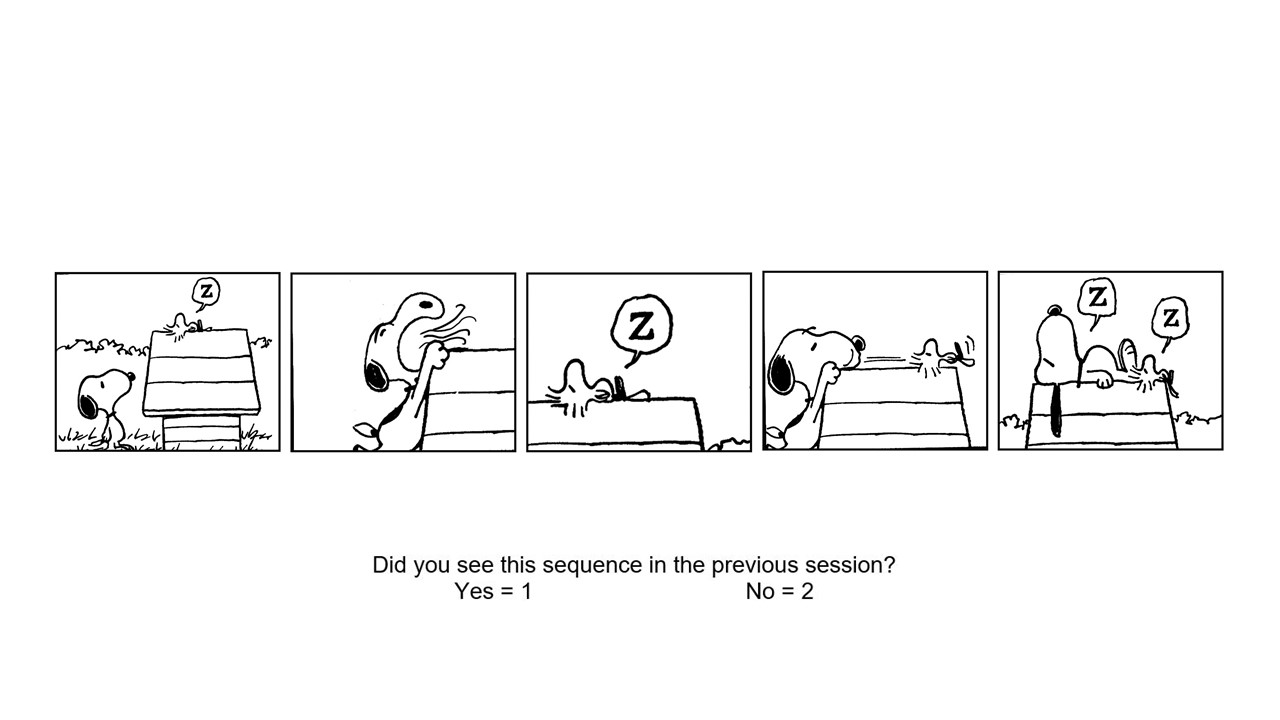 Z
Z
Z
Z
Did you see this sequence in the previous session?
Yes = 1 No = 2